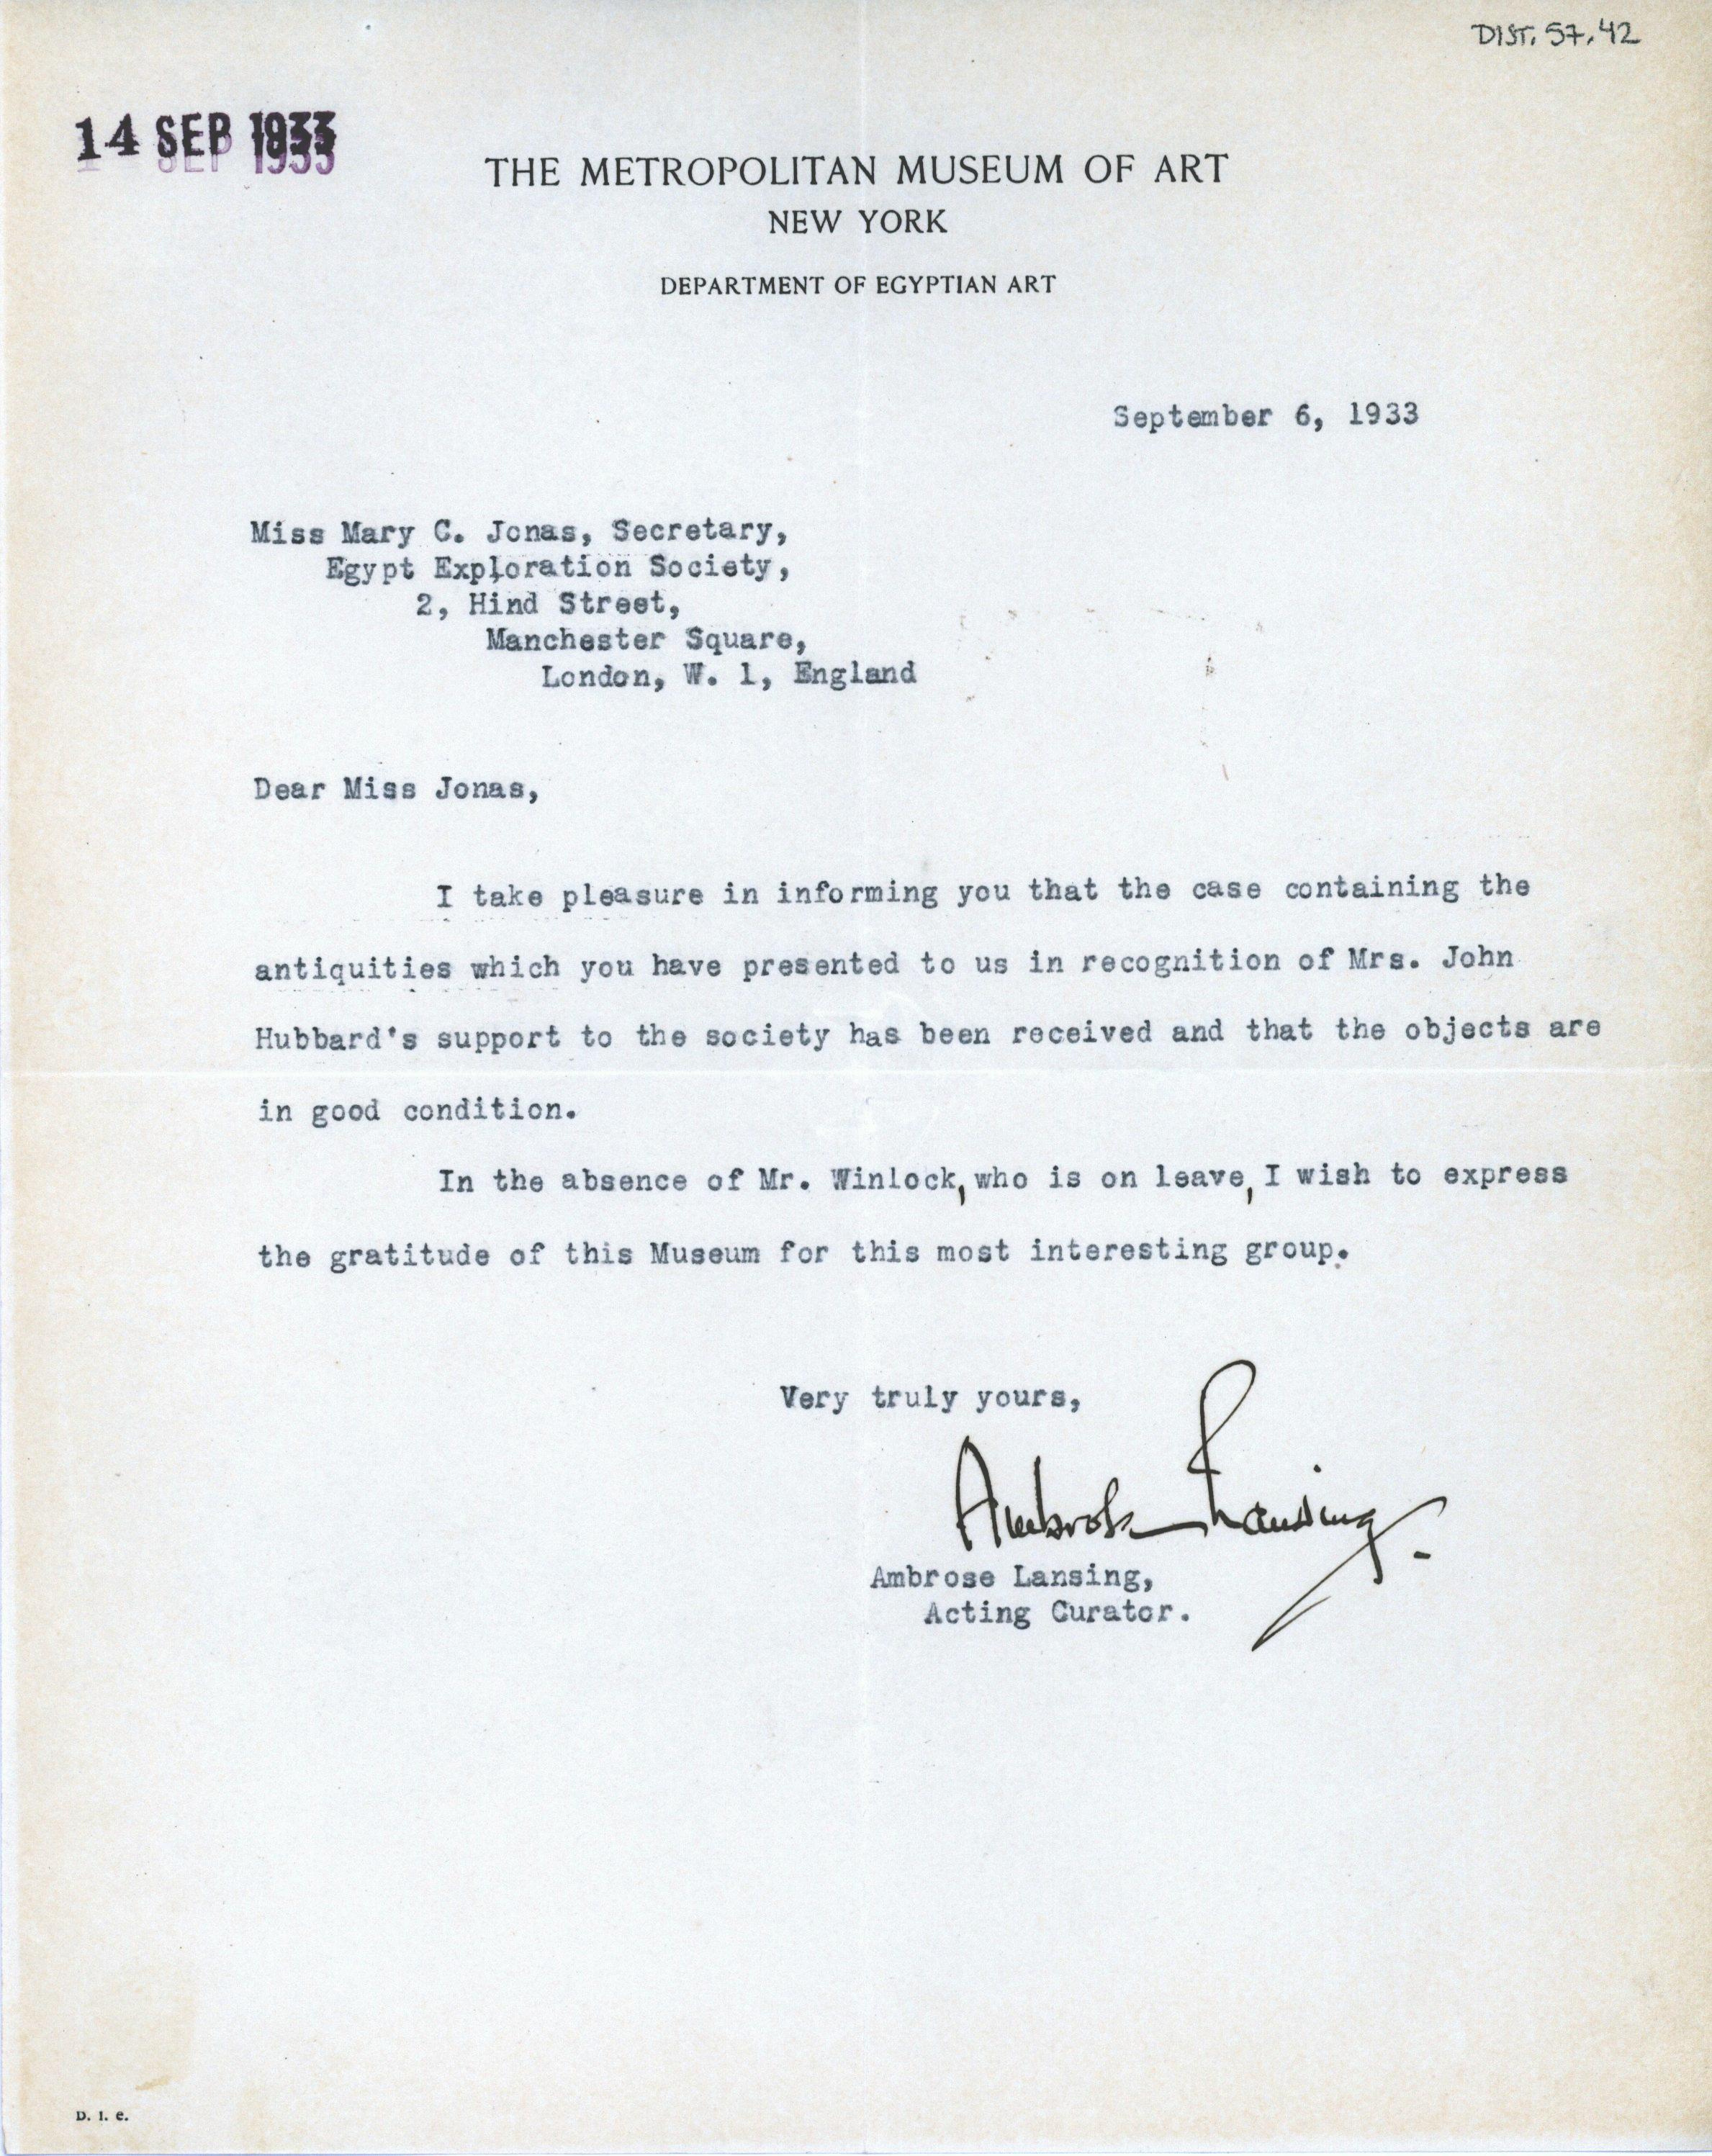 DIST. 57.42
14 SEP 1933
THE METROPOLITAN MUSEUM OF ART
NEW YORK
DEPARTMENT OF EGYPTIAN ART
September 6, 1933
Miss Mary C. Jonas, Secretary,
Egypt Exploration Society,
2, Hind Street,
Manchester Square,
London, W. 1, England
Dear Miss Jonas,
I take pleasure in informing you that the case containing the
antiquities which you have presented to us in recognition of Mrs. John
Hubbard's support to the society has been received and that the objects are
in good condition.
In the absence of Mr. Winlock, who is on leave, I wish to express
the gratitude of this Museum for this most interesting group.
Very truly yours,
Ambrose Lansing.
Ambrose Lansing,
Acting Curator.
D. 1. e.